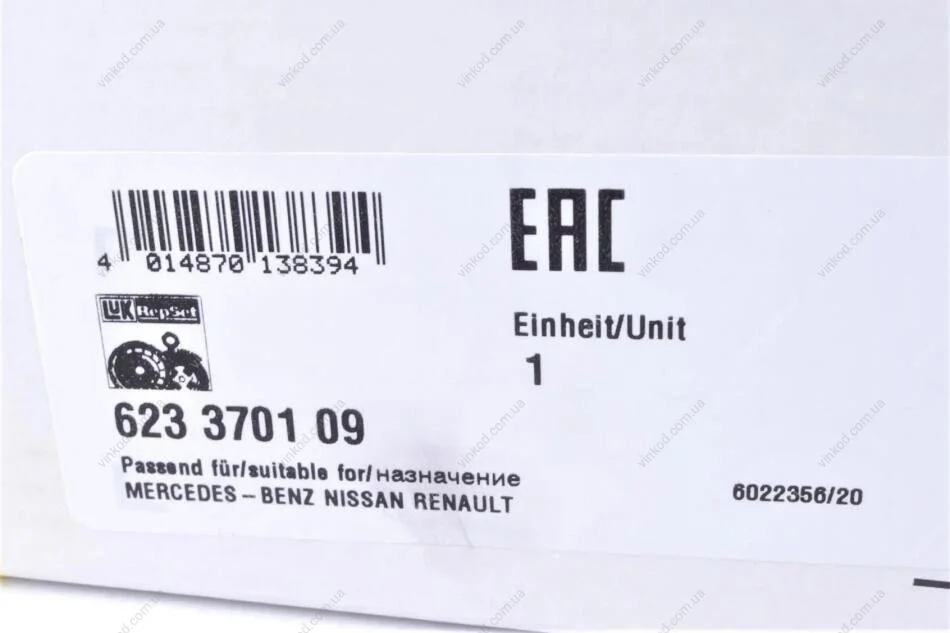 4 014870 138394
EAC
LUK RepSet
Einheit/Unit
1
623 3701 09
Passend für/suitable for/назначение
MERCEDES-BENZ NISSAN RENAULT
6022356/20
vinkod.com.ua